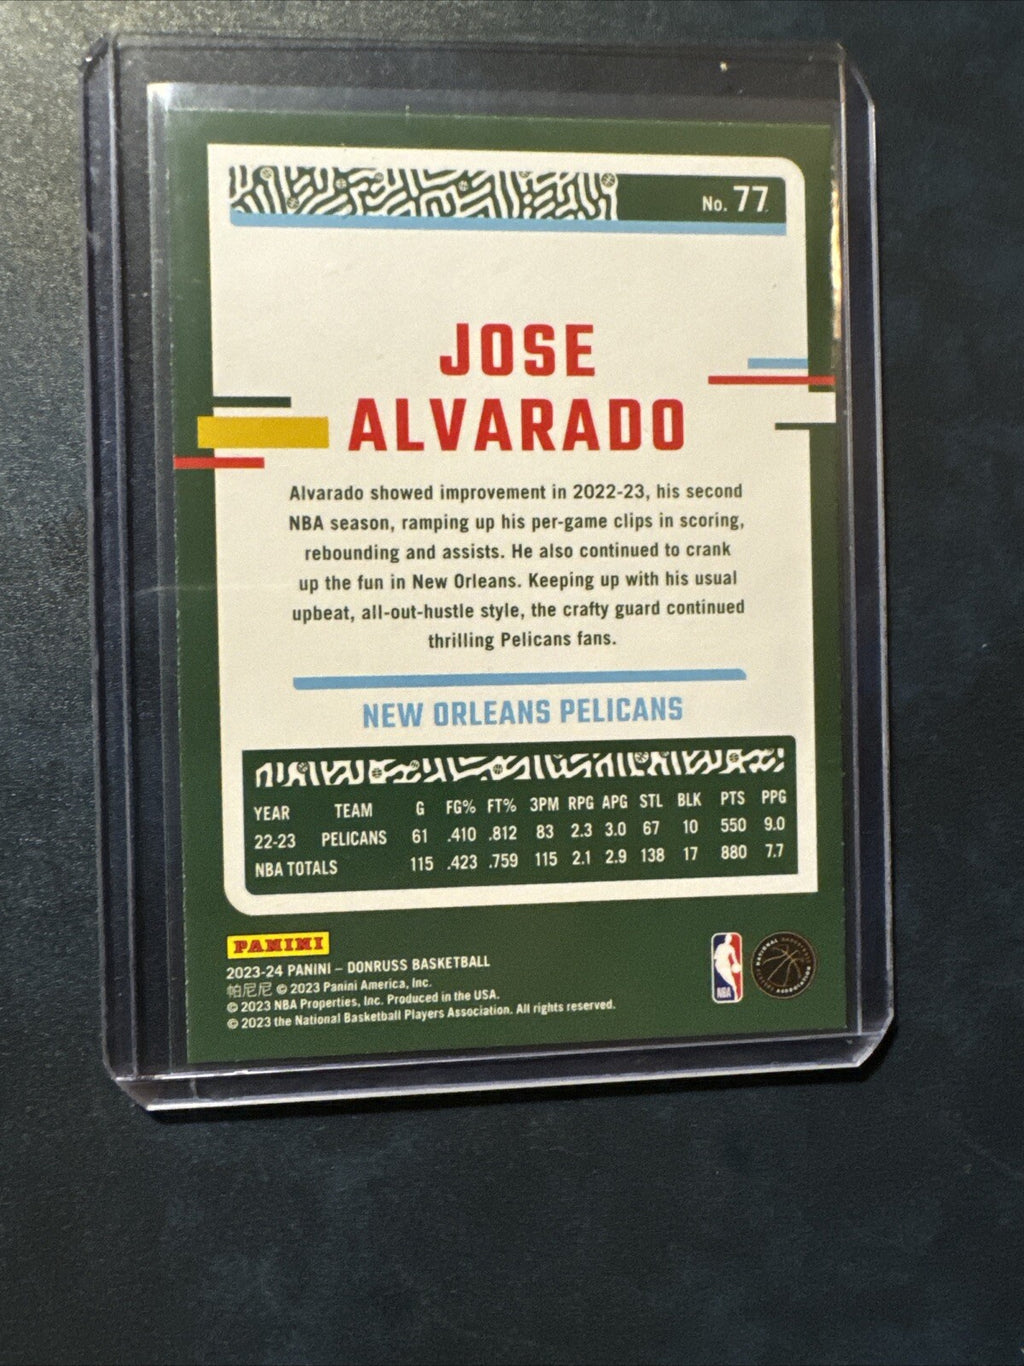 No. 77
JOSE
ALVARADO
Alvarado showed improvement in 2022-23, his second
NBA season, ramping up his per-game clips in scoring,
rebounding and assists. He also continued to crank
up the fun in New Orleans. Keeping up with his usual
upbeat, all-out-hustle style, the crafty guard continued
thrilling Pelicans fans.
NEW ORLEANS PELICANS
YEAR TEAM G FG% FT% 3PM RPG APG STL BLK PTS PPG
22-23 PELICANS 61 .410 .812 83 2.3 3.0 67 10 550 9.0
NBA TOTALS 115 .423 .759 115 2.1 2.9 138 17 880 7.7
PANINI
2023-24 PANINI – DONRUSS BASKETBALL
帕尼尼 © 2023 Panini America, Inc.
© 2023 NBA Properties, Inc. Produced in the USA.
© 2023 the National Basketball Players Association. All rights reserved.
NBA
NATIONAL BASKETBALL PLAYERS ASSOCIATION